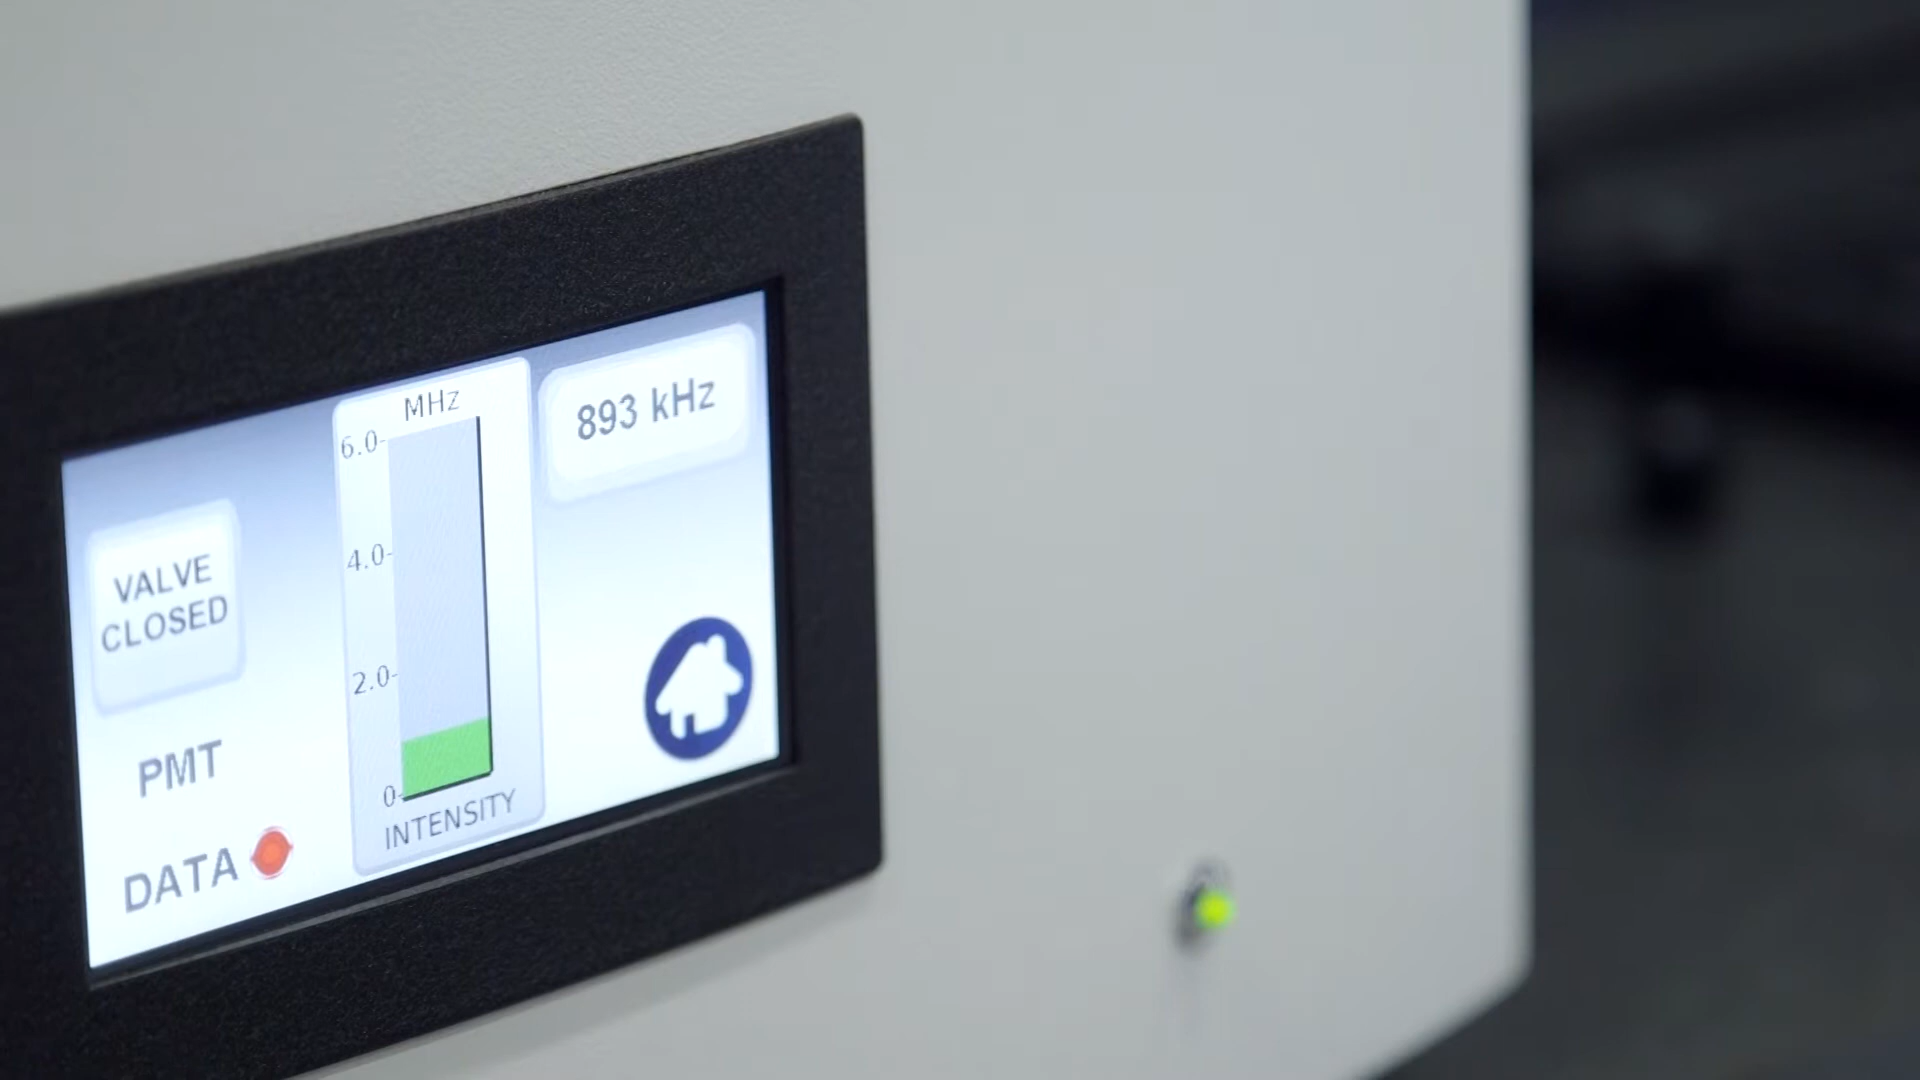 VALVE
CLOSED
PMT
DATA
MHz
6.0-
4.0-
2.0-
0-
INTENSITY
893 kHz